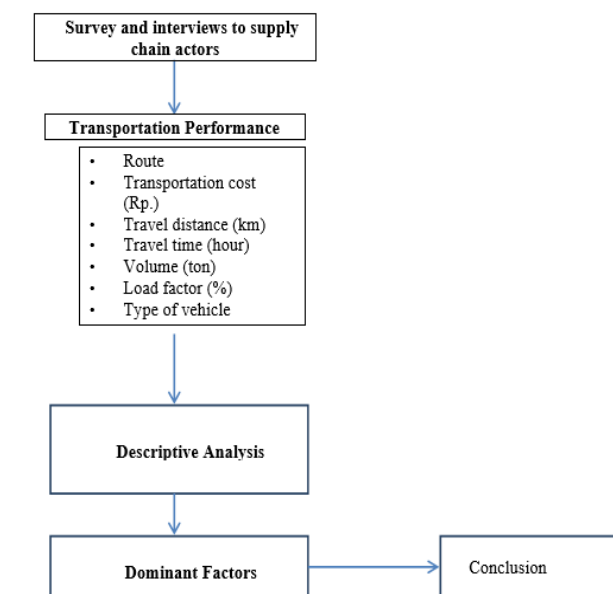 Survey and interviews to supply
chain actors
Transportation Performance
• Route
• Transportation cost
(Rp.)
• Travel distance (km)
• Travel time (hour)
• Volume (ton)
• Load factor (%)
• Type of vehicle
Descriptive Analysis
Dominant Factors
Conclusion